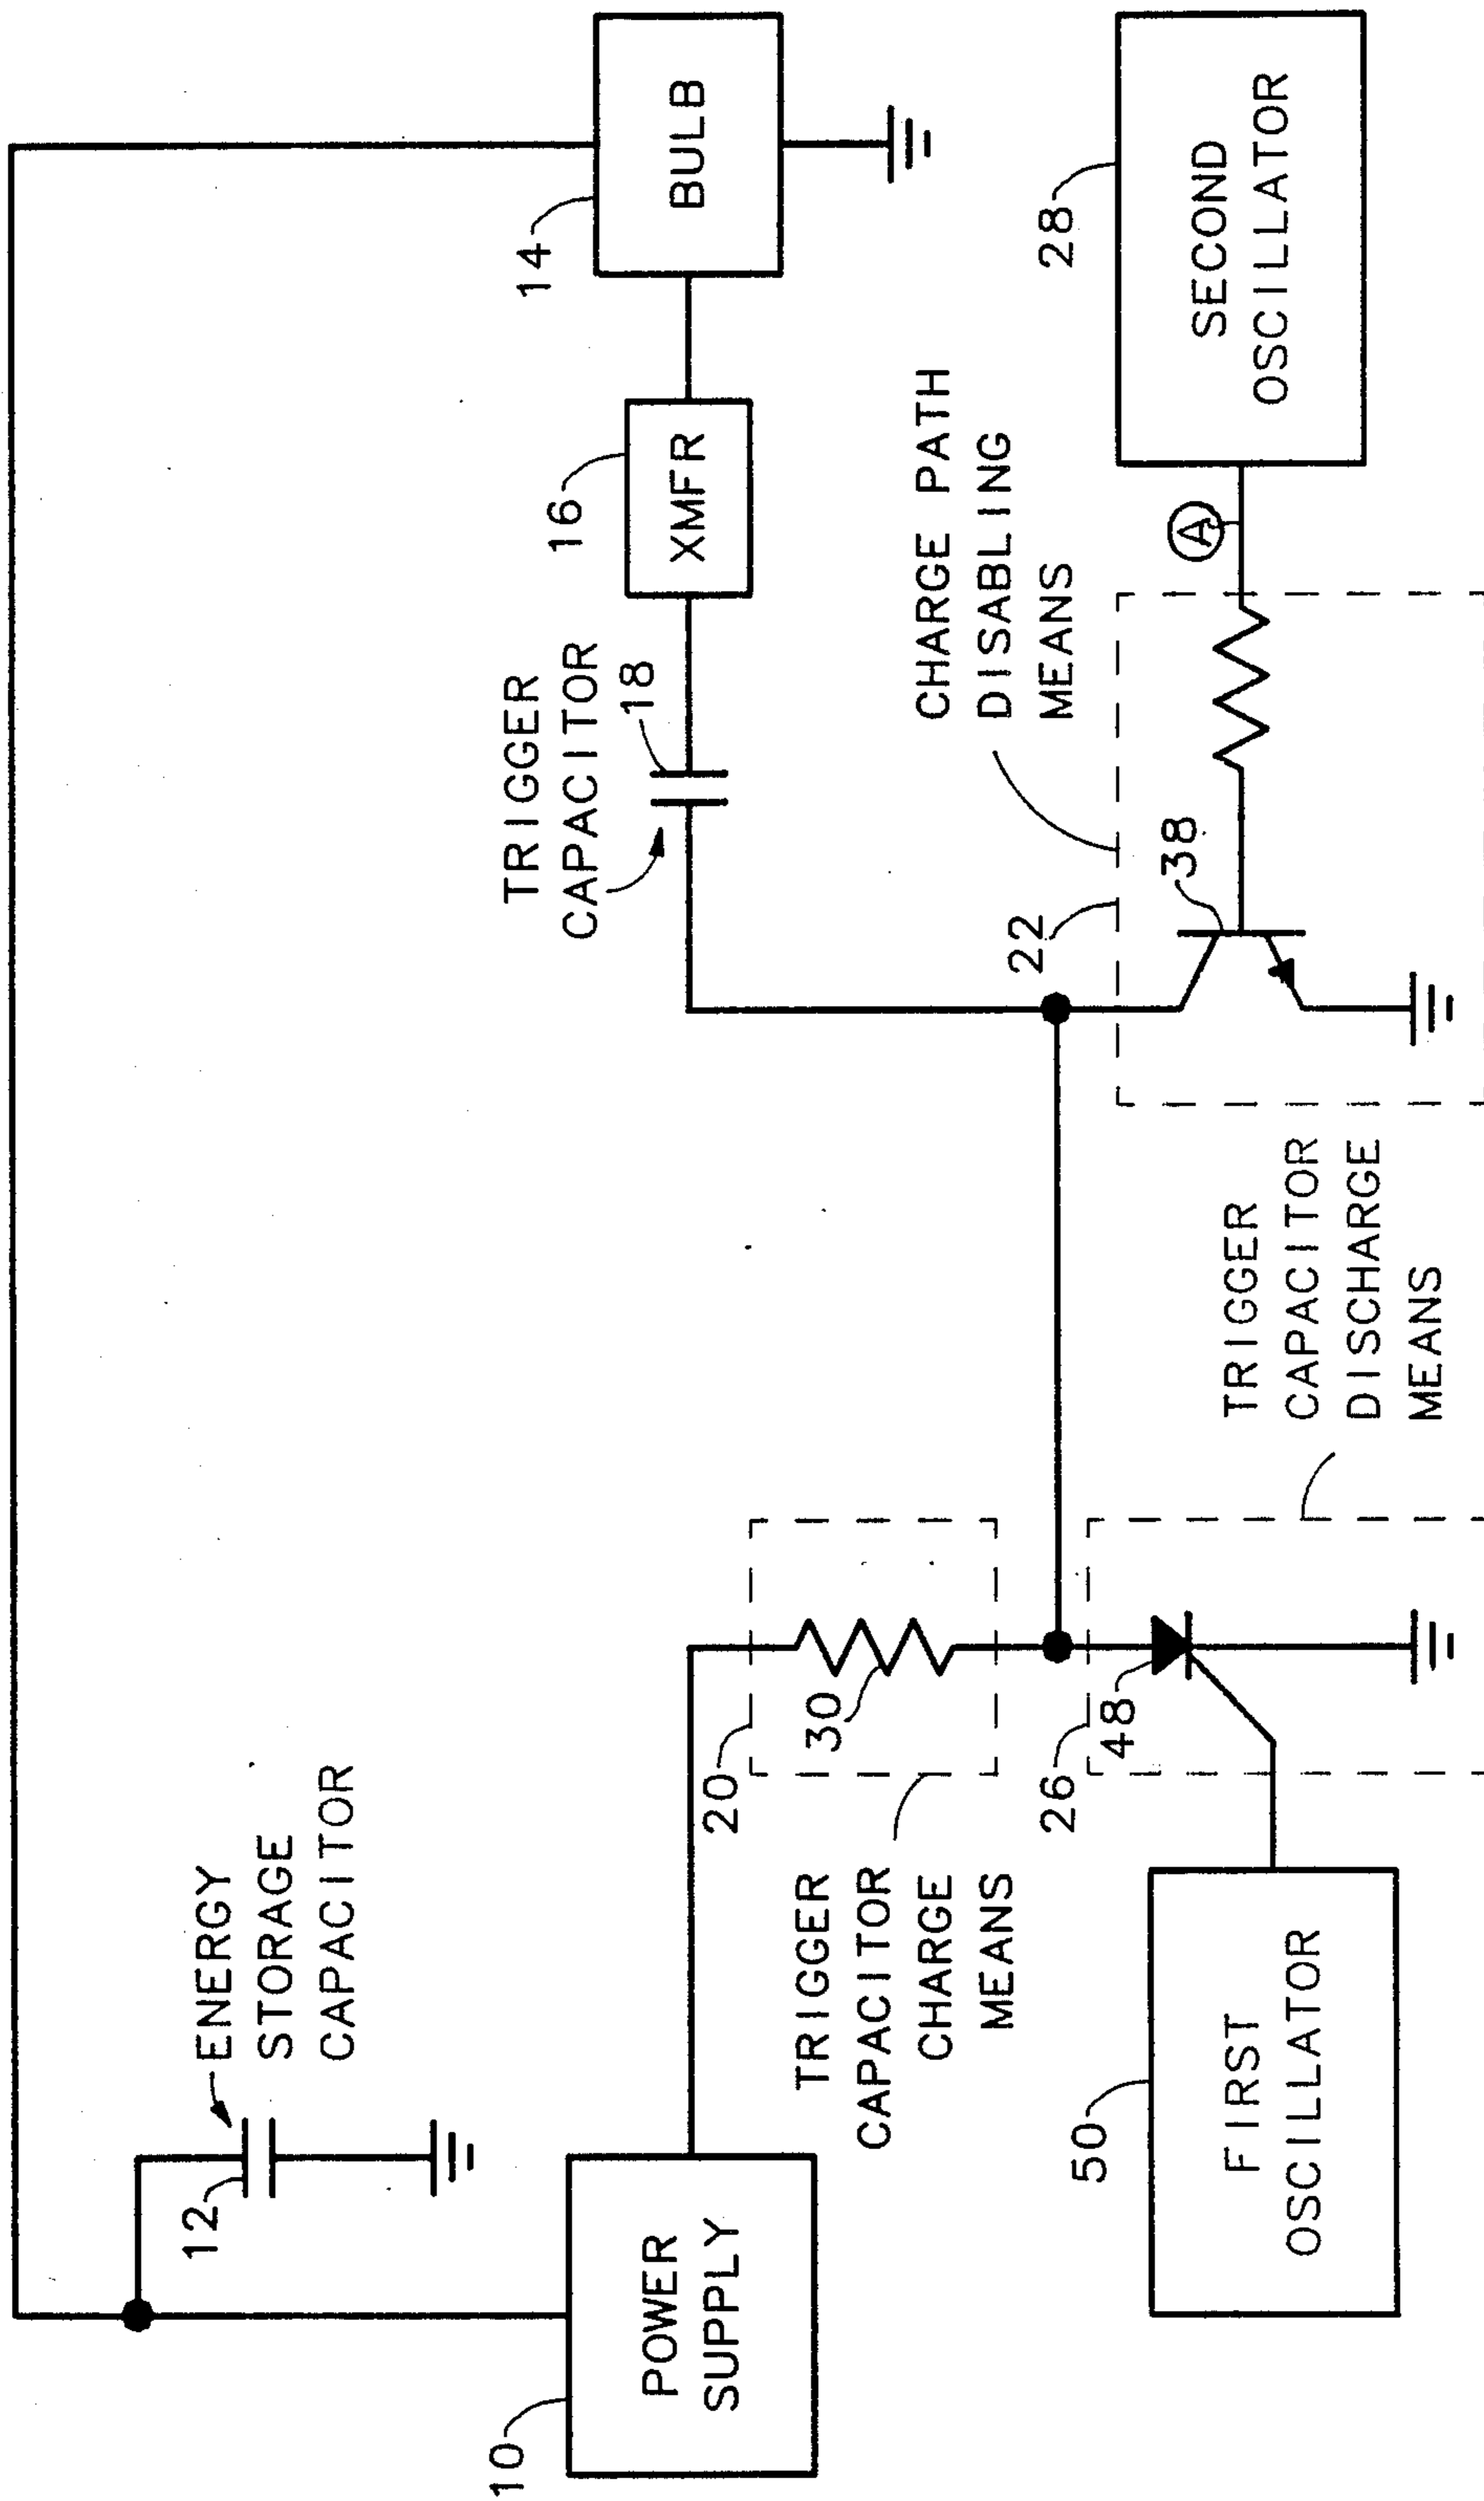 ENERGY
STORAGE
CAPACITOR
12
10
POWER
SUPPLY
TRIGGER
CAPACITOR
18
16
XMFR
14
BULB
20
30
TRIGGER
CAPACITOR
CHARGE
MEANS
CHARGE PATH
DISABLING
MEANS
22
38
A
28
SECOND
OSCILLATOR
26
48
TRIGGER
CAPACITOR
DISCHARGE
MEANS
50
FIRST
OSCILLATOR